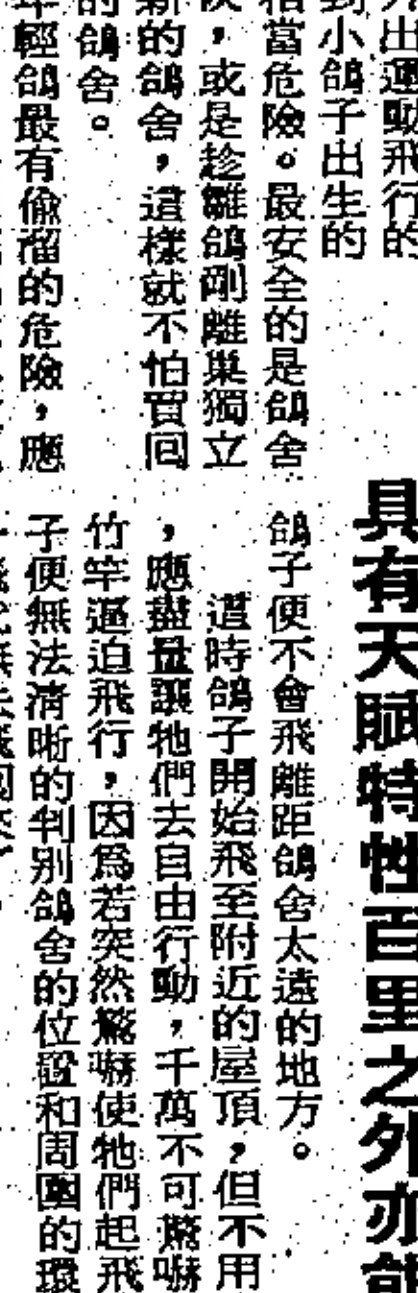 出運動飛行的
到小鴿子出生的
相當危險。最安全的是鴿舍
，或是趁雛鴿剛離巢獨立
新的鴿舍，這樣就不怕買回
的鴿舍。
年輕鴿最有偷溜的危險，應
具有天賦特性百里之外亦能
鴿子便不會飛離距鴿舍太遠的地方。
這時鴿子開始飛至附近的屋頂，但不用
，應盡量讓牠們去自由行動，千萬不可驚嚇
竹竿逼迫飛行，因為若突然驚嚇使牠們起飛
子便無法清晰的判别鴿舍的位置和周圍的環